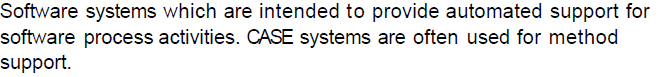 Software systems which are intended to provide automated support for
software process activities. CASE systems are often used for method
support.